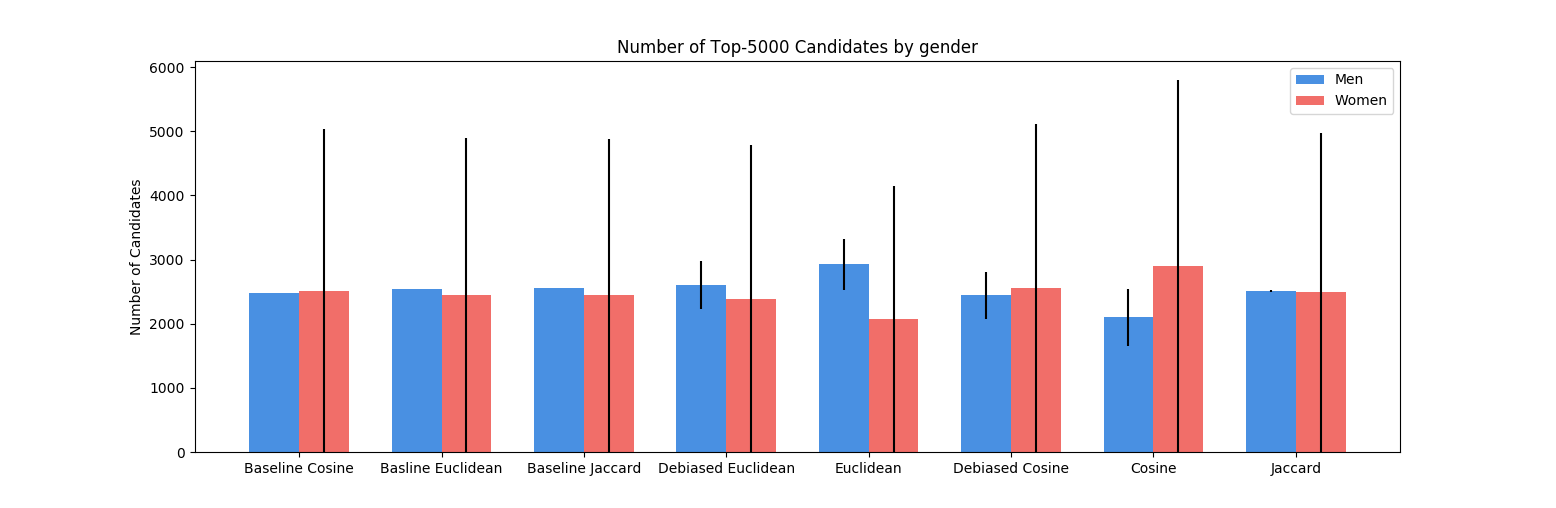 Number of Top-5000 Candidates by gender
Men
Women
Number of Candidates
6000
5000
4000
3000
2000
1000
0
Baseline Cosine
Basline Euclidean
Baseline Jaccard
Debiased Euclidean
Euclidean
Debiased Cosine
Cosine
Jaccard